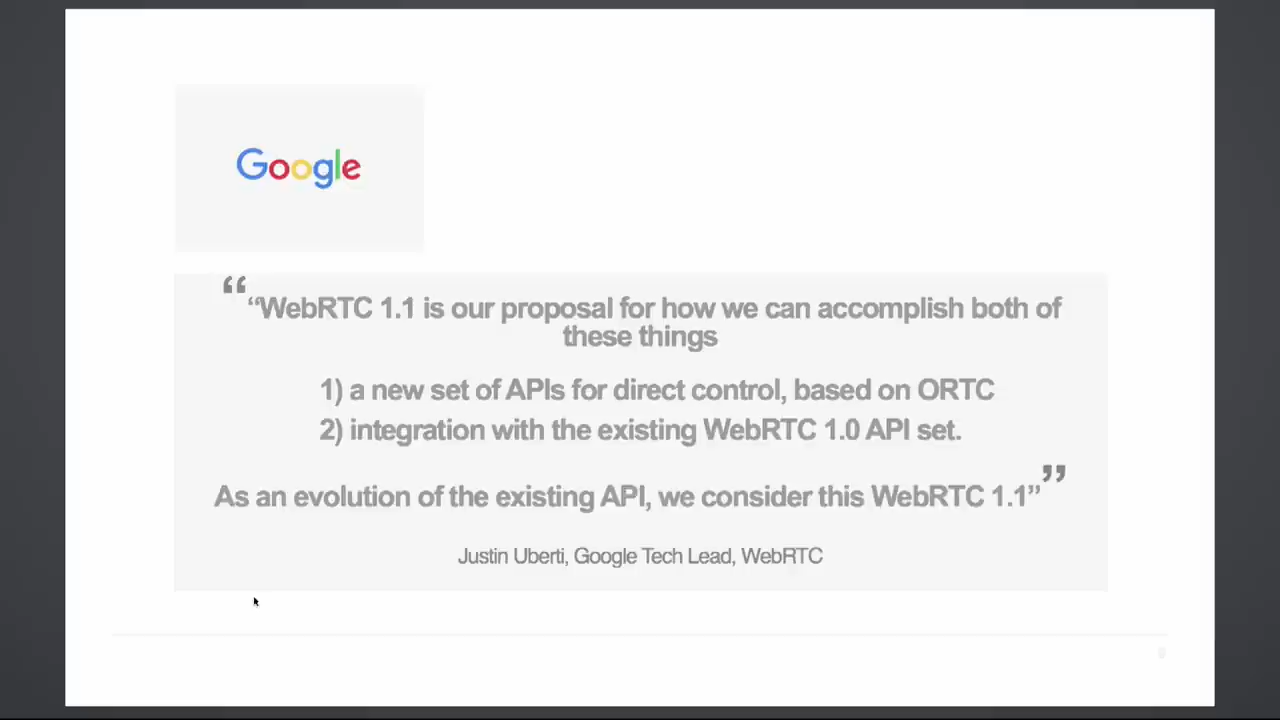 Google
““WebRTC 1.1 is our proposal for how we can accomplish both of
these things
1) a new set of APIs for direct control, based on ORTC
2) integration with the existing WebRTC 1.0 API set.
As an evolution of the existing API, we consider this WebRTC 1.1””
Justin Uberti, Google Tech Lead, WebRTC